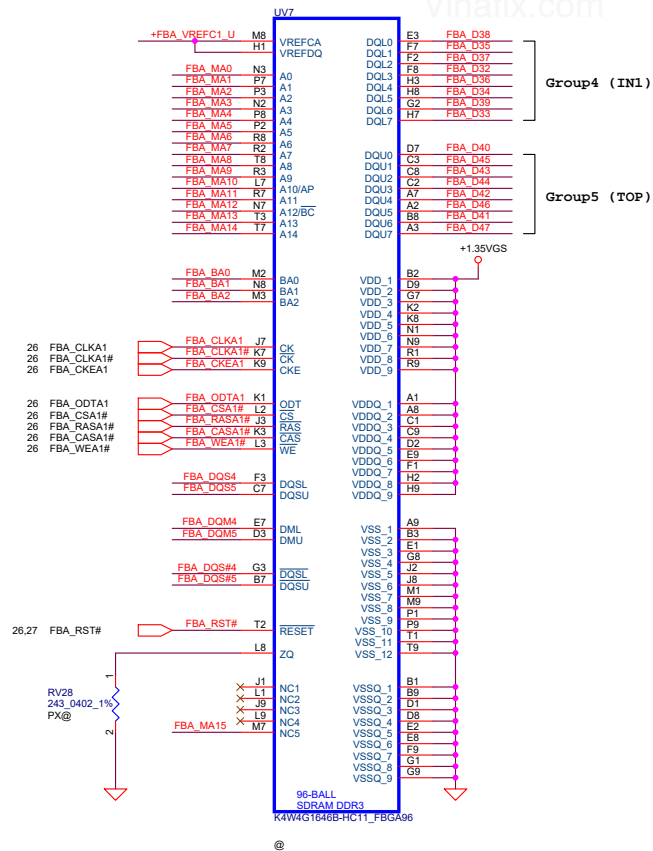 Vinafix.com
UV7
+FBA_VREFC1_U M8 VREFCA DQL0 E3 FBA_D38
H1 VREFDQ DQL1 F7 FBA_D35
DQL2 F2 FBA_D37
FBA_MA0 N3 A0 DQL3 F8 FBA_D32
FBA_MA1 P7 A1 DQL4 H3 FBA_D36
FBA_MA2 P3 A2 DQL5 H8 FBA_D34
FBA_MA3 N2 A3 DQL6 G2 FBA_D39
FBA_MA4 P8 A4 DQL7 H7 FBA_D33
Group4 (IN1)
FBA_MA5 P2 A5
FBA_MA6 R8 A6
FBA_MA7 R2 A7 DQU0 D7 FBA_D40
FBA_MA8 T8 A8 DQU1 C3 FBA_D45
FBA_MA9 R3 A9 DQU2 C8 FBA_D43
FBA_MA10 L7 A10/AP DQU3 C2 FBA_D44
FBA_MA11 R7 A11 DQU4 A7 FBA_D42
FBA_MA12 N7 A12/BC DQU5 A2 FBA_D46
FBA_MA13 T3 A13 DQU6 B8 FBA_D41
FBA_MA14 T7 A14 DQU7 A3 FBA_D47
Group5 (TOP)
+1.35VGS
FBA_BA0 M2 BA0 VDD_1 B2
FBA_BA1 N8 BA1 VDD_2 D9
FBA_BA2 M3 BA2 VDD_3 G7
VDD_4 K2
VDD_5 K8
VDD_6 N1
26 FBA_CLKA1 FBA_CLKA1 J7 CK VDD_7 N9
26 FBA_CLKA1# FBA_CLKA1# K7 CK VDD_8 R1
26 FBA_CKEA1 FBA_CKEA1 K9 CKE VDD_9 R9
26 FBA_ODTA1 FBA_ODTA1 K1 ODT VDDQ_1 A1
26 FBA_CSA1# FBA_CSA1# L2 CS VDDQ_2 A8
26 FBA_RASA1# FBA_RASA1# J3 RAS VDDQ_3 C1
26 FBA_CASA1# FBA_CASA1# K3 CAS VDDQ_4 C9
26 FBA_WEA1# FBA_WEA1# L3 WE VDDQ_5 D2
VDDQ_6 E9
VDDQ_7 F1
FBA_DQS4 F3 DQSL VDDQ_8 H2
FBA_DQS5 C7 DQSU VDDQ_9 H9
FBA_DQM4 E7 DML VSS_1 A9
FBA_DQM5 D3 DMU VSS_2 B3
VSS_3 E1
VSS_4 G8
FBA_DQS#4 G3 DQSL VSS_5 J2
FBA_DQS#5 B7 DQSU VSS_6 J8
VSS_7 M1
VSS_8 M9
VSS_9 P1
26,27 FBA_RST# FBA_RST# T2 RESET VSS_10 P9
VSS_11 T1
L8 ZQ VSS_12 T9
J1 NC1 VSSQ_1 B1
L1 NC2 VSSQ_2 B9
J9 NC3 VSSQ_3 D1
L9 NC4 VSSQ_4 D8
FBA_MA15 M7 NC5 VSSQ_5 E2
VSSQ_6 E8
VSSQ_7 F9
VSSQ_8 G1
VSSQ_9 G9
1
RV28
243_0402_1%
PX@
2
96-BALL
SDRAM DDR3
K4W4G1646B-HC11_FBGA96
@